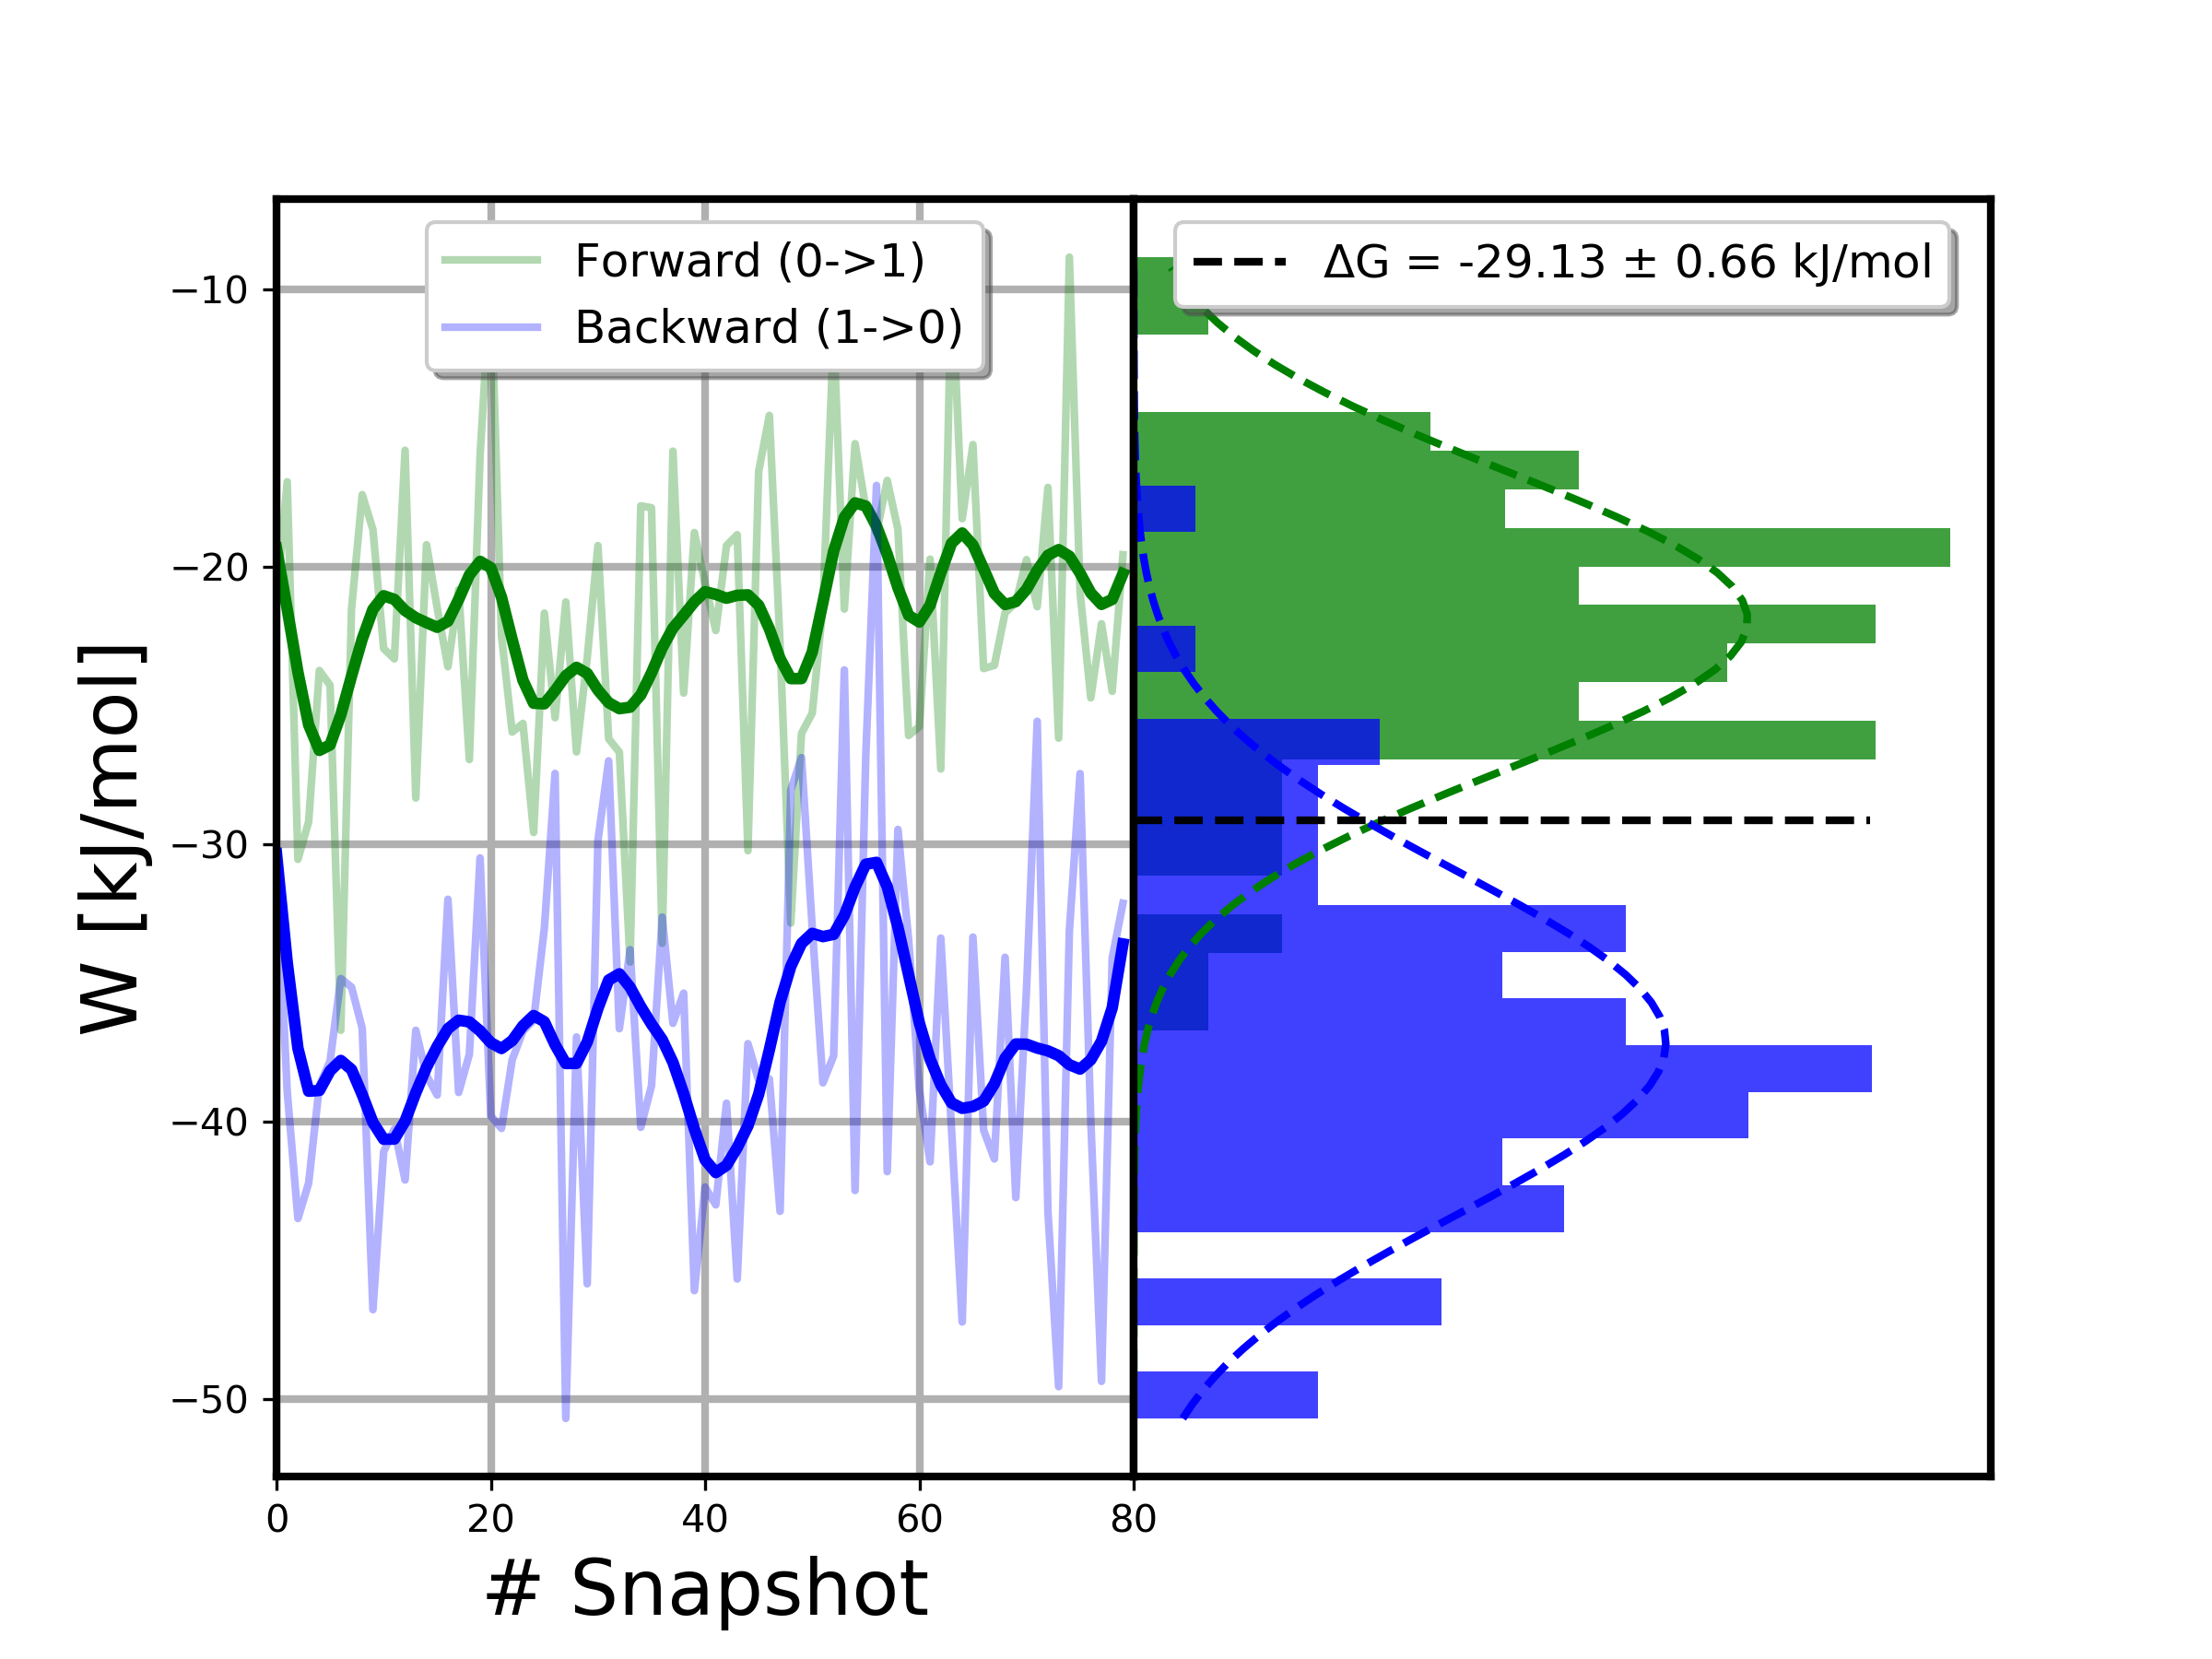 Forward (0->1)
Backward (1->0)
ΔG = -29.13 ± 0.66 kJ/mol
−10
−20
−30
−40
−50
W [kJ/mol]
0 20 40 60 80
# Snapshot